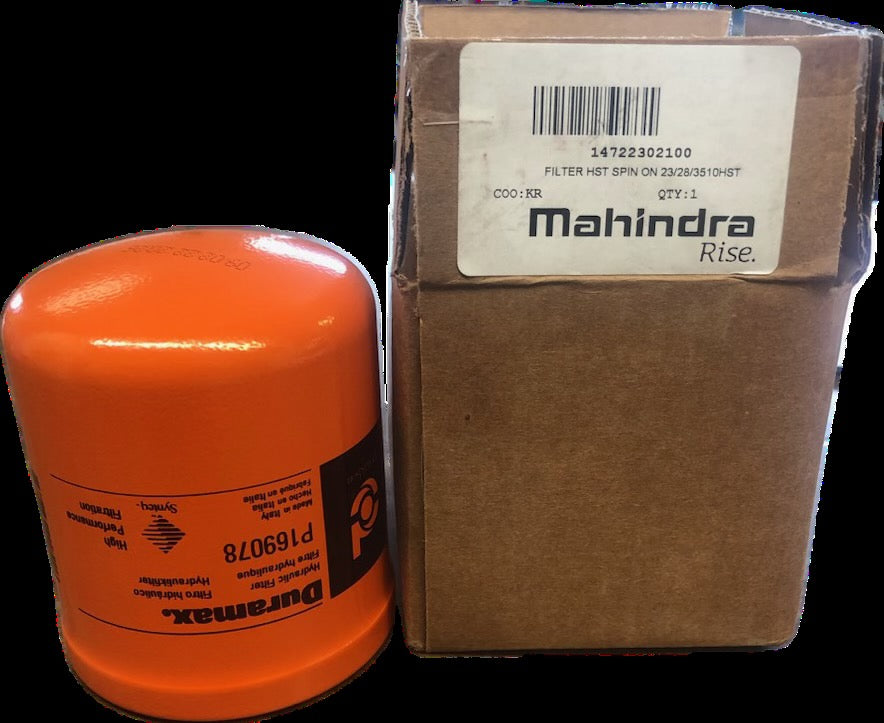 14722302100
FILTER HST SPIN ON 23/28/3510HST
COO:KR QTY:1
Mahindra
Rise.
Duramax.
Hydraulic Filter
Filtre hydraulique
Filtro hidráulico
Hydraulikfilter
P169078
Made in Italy
Hecho en Italia
Fabriqué en Italie
Synteq™
High
Performance
Filtration